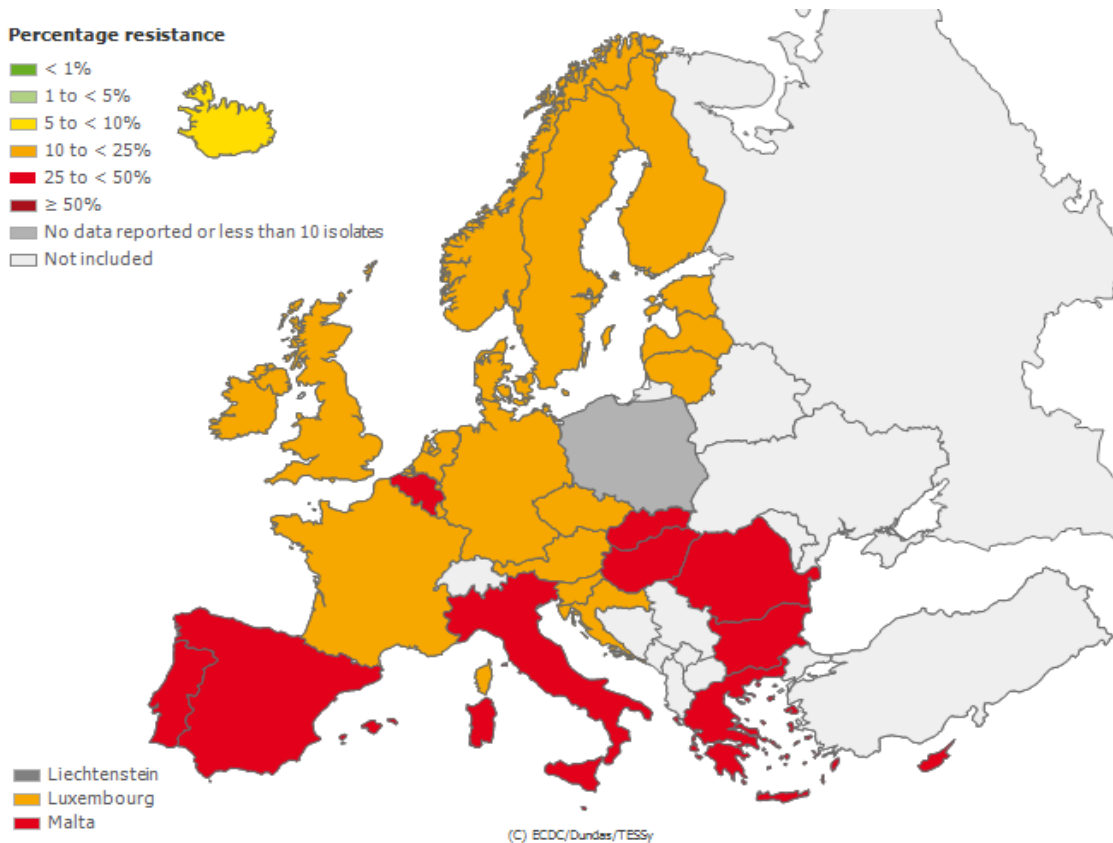 Percentage resistance
< 1%
1 to < 5%
5 to < 10%
10 to < 25%
25 to < 50%
≥ 50%
No data reported or less than 10 isolates
Not included
Liechtenstein
Luxembourg
Malta
(C) ECDC/Dundas/TESSy